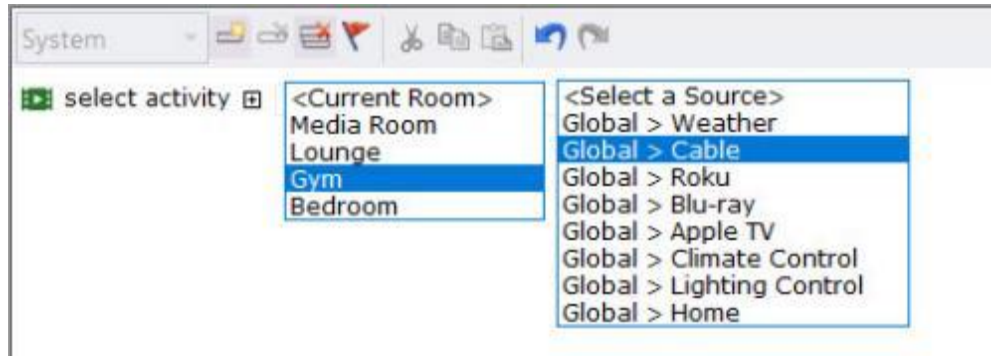 System
select activity
<Current Room>
Media Room
Lounge
Gym
Bedroom
<Select a Source>
Global > Weather
Global > Cable
Global > Roku
Global > Blu-ray
Global > Apple TV
Global > Climate Control
Global > Lighting Control
Global > Home